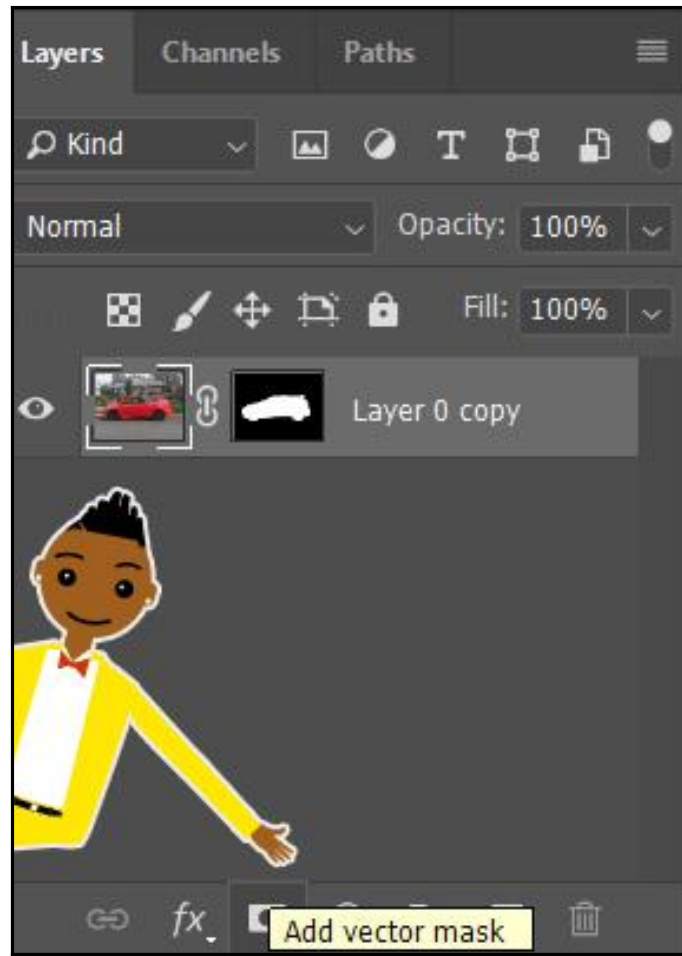 Layers Channels Paths
Kind
Normal Opacity: 100%
Fill: 100%
Layer 0 copy
fx
Add vector mask